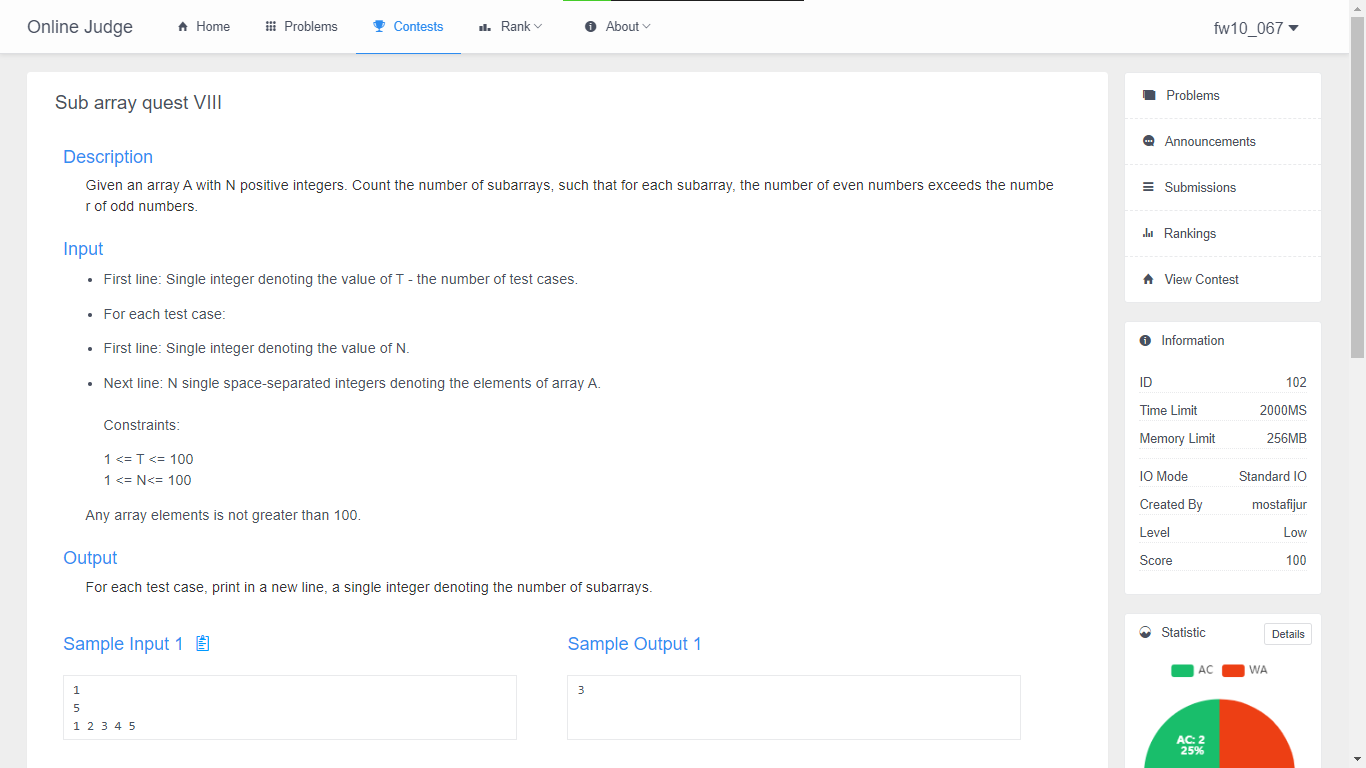 Online Judge
Home
Problems
Contests
Rank
About
fw10_067
Sub array quest VIII
Description
Given an array A with N positive integers. Count the number of subarrays, such that for each subarray, the number of even numbers exceeds the numbe
r of odd numbers.
Input
First line: Single integer denoting the value of T - the number of test cases.
For each test case:
First line: Single integer denoting the value of N.
Next line: N single space-separated integers denoting the elements of array A.
Constraints:
1 <= T <= 100
1 <= N<= 100
Any array elements is not greater than 100.
Output
For each test case, print in a new line, a single integer denoting the number of subarrays.
Sample Input 1
1
5
1 2 3 4 5
Sample Output 1
3
Problems
Announcements
Submissions
Rankings
View Contest
Information
ID 102
Time Limit 2000MS
Memory Limit 256MB
IO Mode Standard IO
Created By mostafijur
Level Low
Score 100
Statistic Details
AC WA
AC: 2
25%